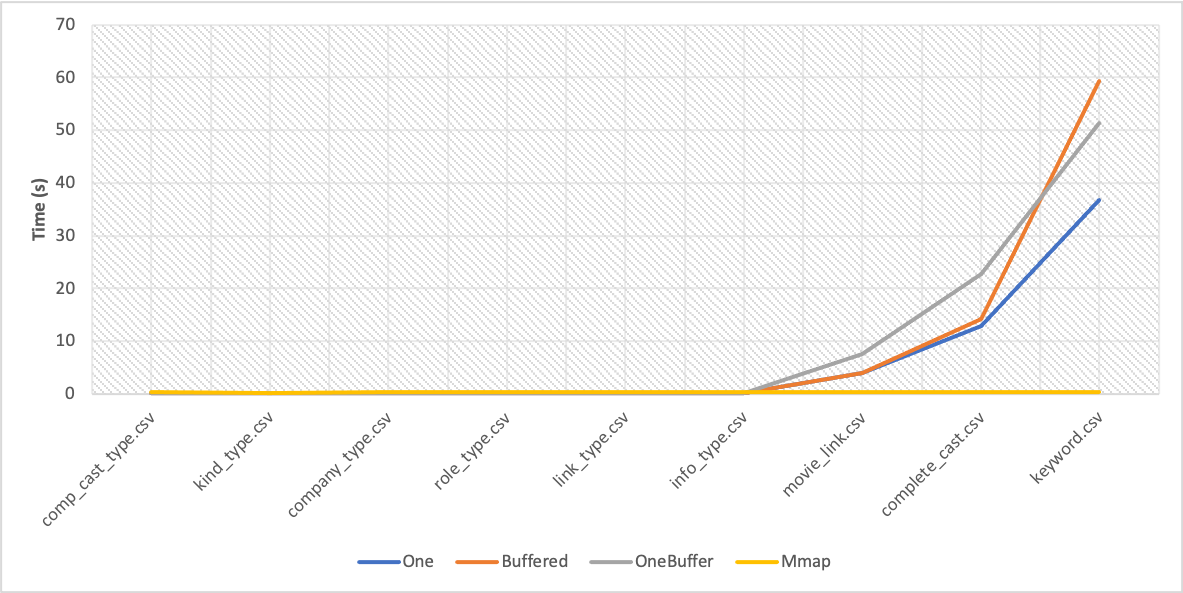 70
60
50
40
30
20
10
0
Time (s)
comp_cast_type.csv
kind_type.csv
company_type.csv
role_type.csv
link_type.csv
info_type.csv
movie_link.csv
complete_cast.csv
keyword.csv
One Buffered OneBuffer Mmap